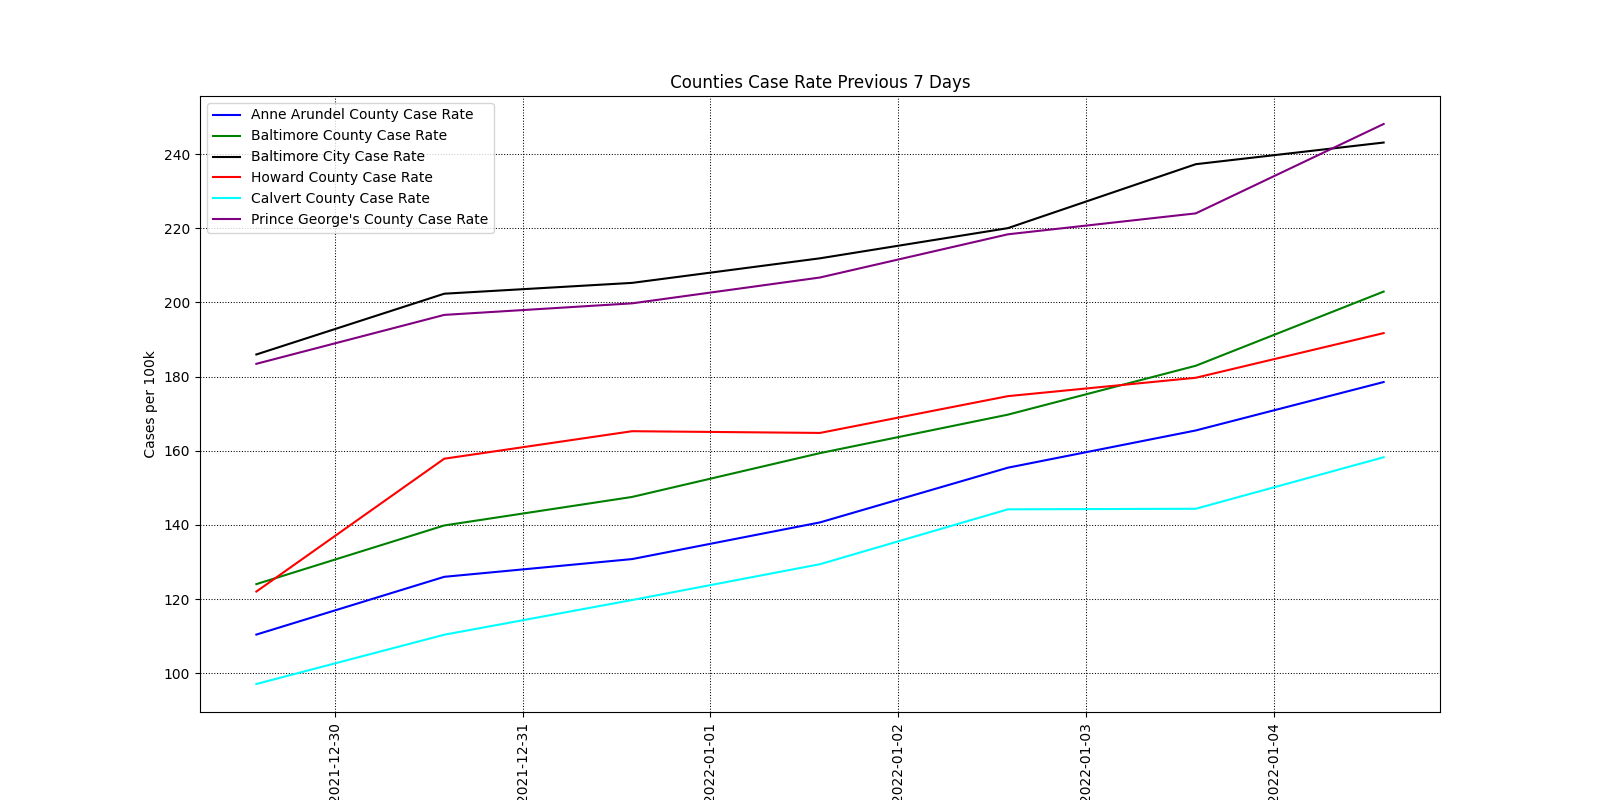 Counties Case Rate Previous 7 Days
Anne Arundel County Case Rate
Baltimore County Case Rate
Baltimore City Case Rate
Howard County Case Rate
Calvert County Case Rate
Prince George's County Case Rate
Cases per 100k
240
220
200
180
160
140
120
100
2021-12-30
2021-12-31
2022-01-01
2022-01-02
2022-01-03
2022-01-04